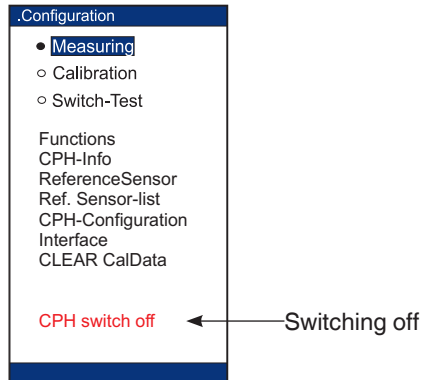 .Configuration
Measuring
Calibration
Switch-Test
Functions
CPH-Info
ReferenceSensor
Ref. Sensor-list
CPH-Configuration
Interface
CLEAR CalData
CPH switch off
Switching off